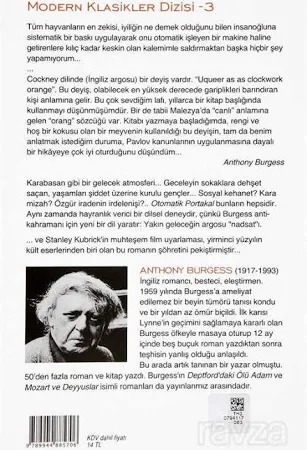 MODERN KLASİKLER DİZİSİ -3
Tüm hayvanların en zekisi, iyiliğin ne demek olduğunu bilen insanoğluna
sistematik bir baskı uygulayarak onu otomatik işleyen bir makine haline
getirenlere kılıç kadar keskin olan kalemimle saldırmaktan başka hiçbir şey
yapamıyorum...
...
Cockney dilinde (İngiliz argosu) bir deyiş vardır. "Uqueer as as clockwork
orange". Bu deyiş, olabilecek en yüksek derecede gariplikleri barındıran
kişi anlamına gelir. Bu çok sevdiğim lafı, yıllarca bir kitap başlığında
kullanmayı düşünmüşümdür. Bir de tabii Malezya'da "canlı" anlamına
gelen "orang" sözcüğü var. Kitabı yazmaya başladığımda, rengi ve
hoş bir kokusu olan bir meyvenin kullanıldığı bu deyişin, tam da benim
anlatmak istediğim duruma, Pavlov kanunlarının uygulanmasına dayalı
bir hikâyeye çok iyi oturduğunu düşündüm...
Anthony Burgess
Karabasan gibi bir gelecek atmosferi... Geceleyin sokaklara dehşet
saçan, yaşamları şiddet üzerine kurulu gençler... Sosyal kehanet? Kara
mizah? Özgür iradenin irdelenişi?.. Otomatik Portakal bunların hepsidir.
Aynı zamanda hayranlık verici bir dilsel deneydir, çünkü Burgess anti-
kahramanı için yeni bir dil yaratır: Yakın geleceğin argosu "nadsat"ı.
... ve Stanley Kubrick'in muhteşem film uyarlaması, yirminci yüzyılın
kült eserlerinden biri olan bu romanın şöhretini pekiştirmiştir...
ANTHONY BURGESS (1917-1993)
İngiliz romancı, besteci, eleştirmen.
1959 yılında Burgess'a ameliyat
edilemez bir beyin tümörü tanısı kondu
ve bir yıldan az ömür biçildi. İlk karısı
Lynne'in geçimini sağlamaya kararlı olan
Burgess öfkeyle masaya oturup 12 ay
içinde beş buçuk roman yazdıktan sonra
teşhisin yanlış olduğu anlaşıldı.
Bu arada artık tanınan bir yazar olmuştu.
50'den fazla roman ve kitap yazdı. Burgess'in Deptford'daki Ölü Adam ve
Mozart ve Deyyuslar isimli romanları da yayınlarımız arasındadır.
9 789944 885706
KDV dahil fiyatı
14 TL
yaradir.com